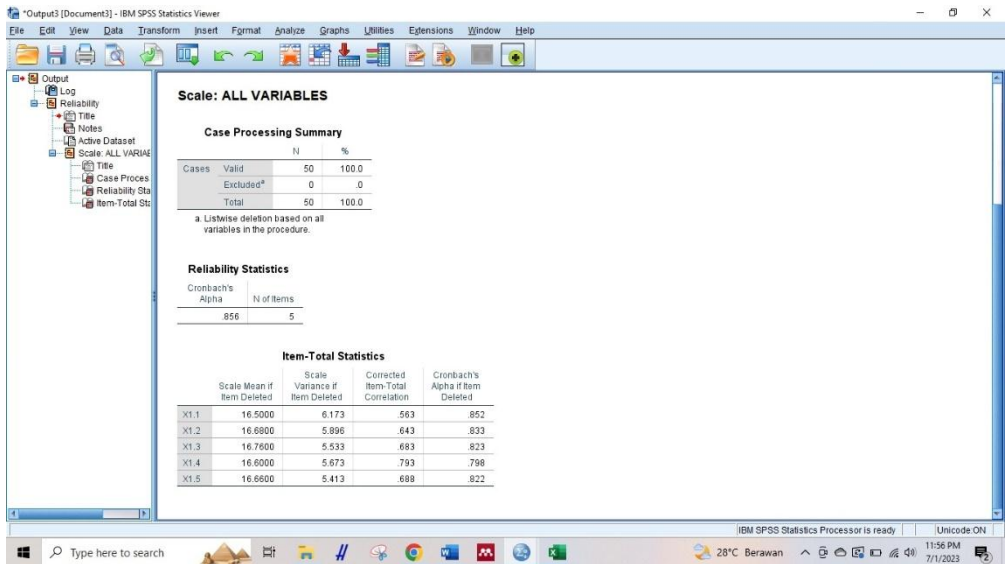 *Output3 [Document3] - IBM SPSS Statistics Viewer
File Edit View Data Transform Insert Format Analyze Graphs Utilities Extensions Window Help
Output
Log
Reliability
Title
Notes
Active Dataset
Scale: ALL VARIAB
Title
Case Proces
Reliability Sta
Item-Total Sta
Scale: ALL VARIABLES
Case Processing Summary
N %
Cases Valid 50 100.0
Excludedᵃ 0 .0
Total 50 100.0
a. Listwise deletion based on all
variables in the procedure.
Reliability Statistics
Cronbach's
Alpha N of Items
.856 5
Item-Total Statistics
Scale Mean if Item Deleted Scale Variance if Item Deleted Corrected Item-Total Correlation Cronbach's Alpha if Item Deleted
X1.1 16.5000 6.173 .563 .852
X1.2 16.6800 5.896 .643 .833
X1.3 16.7600 5.533 .683 .823
X1.4 16.6000 5.673 .793 .798
X1.5 16.6600 5.413 .688 .822
IBM SPSS Statistics Processor is ready Unicode:ON
Type here to search
28°C Berawan
11:56 PM
7/1/2023